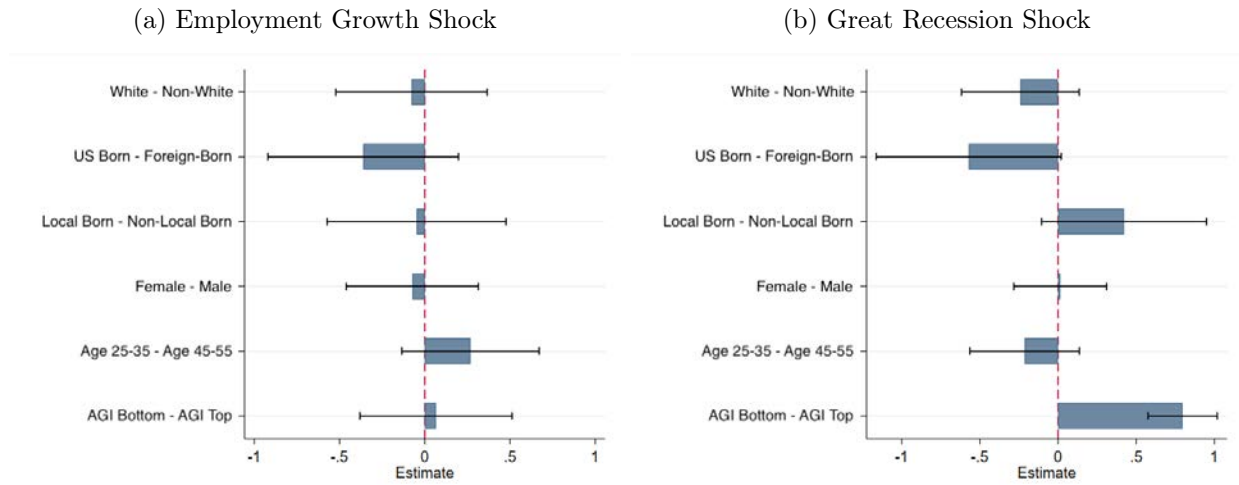 (a) Employment Growth Shock
White - Non-White
US Born - Foreign-Born
Local Born - Non-Local Born
Female - Male
Age 25-35 - Age 45-55
AGI Bottom - AGI Top
-1 -.5 0 .5 1
Estimate
(b) Great Recession Shock
White - Non-White
US Born - Foreign-Born
Local Born - Non-Local Born
Female - Male
Age 25-35 - Age 45-55
AGI Bottom - AGI Top
-1 -.5 0 .5 1
Estimate